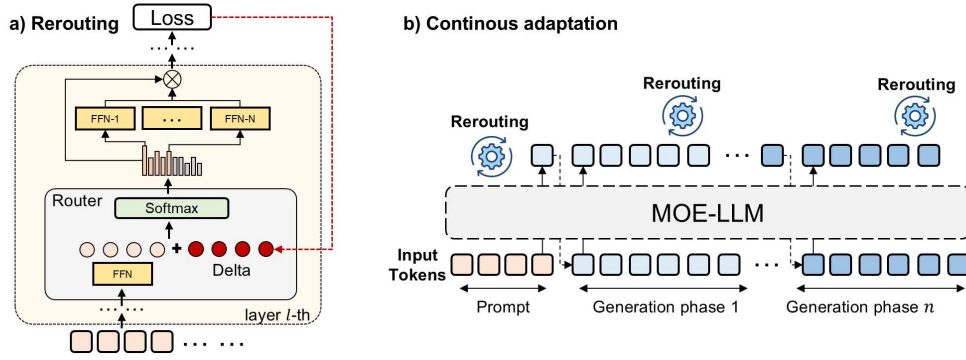 a) Rerouting
Loss
... ...
FFN-1
...
FFN-N
Router
Softmax
+
Delta
FFN
... ...
layer l-th
... ...
b) Continous adaptation
Rerouting
Rerouting
Rerouting
...
MOE-LLM
Input
Tokens
...
Prompt
Generation phase 1
Generation phase n